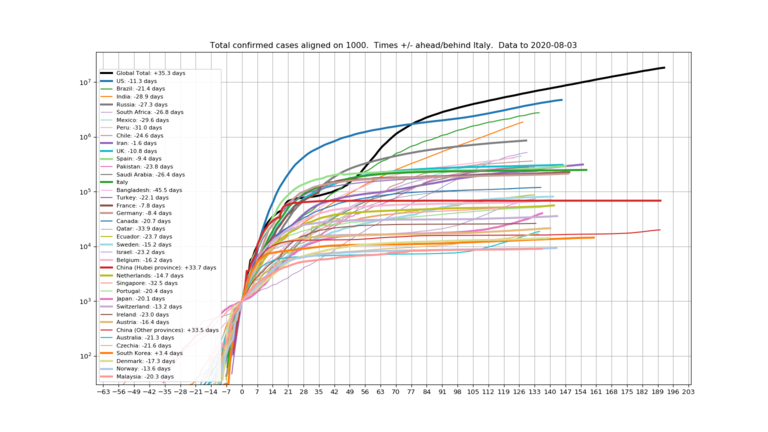 Total confirmed cases aligned on 1000.  Times +/- ahead/behind Italy.  Data to 2020-08-03
Global Total: +35.3 days
US: -11.3 days
Brazil: -21.4 days
India: -28.9 days
Russia: -27.3 days
South Africa: -26.8 days
Mexico: -29.6 days
Peru: -31.0 days
Chile: -24.6 days
Iran: -1.6 days
UK: -10.8 days
Spain: -9.4 days
Pakistan: -23.8 days
Saudi Arabia: -26.4 days
Italy
Bangladesh: -45.5 days
Turkey: -22.1 days
France: -7.8 days
Germany: -8.4 days
Canada: -20.7 days
Qatar: -33.9 days
Ecuador: -23.7 days
Sweden: -15.2 days
Israel: -23.2 days
Belgium: -16.2 days
China (Hubei province): +33.7 days
Netherlands: -14.7 days
Singapore: -32.5 days
Portugal: -20.4 days
Japan: -20.1 days
Switzerland: -13.2 days
Ireland: -23.0 days
Austria: -16.4 days
China (Other provinces): +33.5 days
Australia: -21.3 days
Czechia: -21.6 days
South Korea: +3.4 days
Denmark: -17.3 days
Norway: -13.6 days
Malaysia: -20.3 days
10⁷
10⁶
10⁵
10⁴
10³
10²
−63 −56 −49 −42 −35 −28 −21 −14 −7 0 7 14 21 28 35 42 49 56 63 70 77 84 91 98 105 112 119 126 133 140 147 154 161 168 175 182 189 196 203